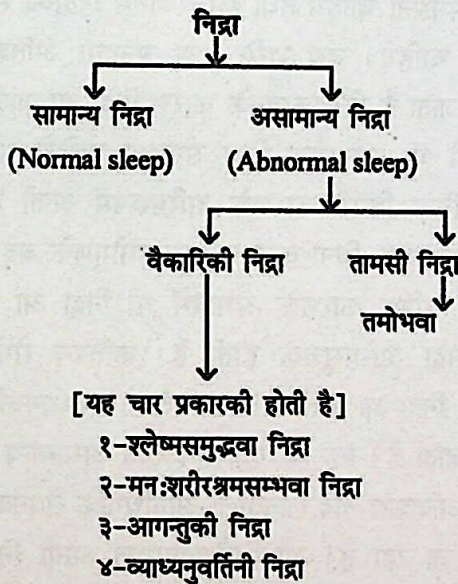 निद्रा
सामान्य निद्रा असामान्य निद्रा
(Normal sleep) (Abnormal sleep)
वैकारिकी निद्रा तामसी निद्रा
तमोभवा
[यह चार प्रकारकी होती है]
१-श्लेष्मसमुद्भवा निद्रा
२-मन:शरीरश्रमसम्भवा निद्रा
३-आगन्तुकी निद्रा
४-व्याध्यनुवर्तिनी निद्रा